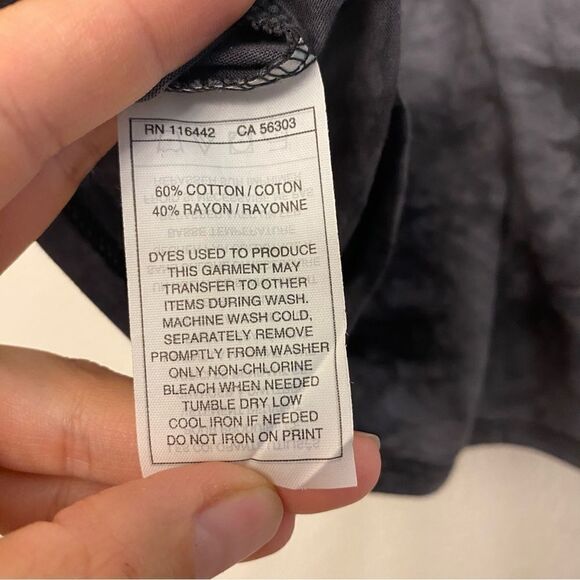 RN 116442 CA 56303
60% COTTON / COTON
40% RAYON / RAYONNE
DYES USED TO PRODUCE
THIS GARMENT MAY
TRANSFER TO OTHER
ITEMS DURING WASH.
MACHINE WASH COLD,
SEPARATELY REMOVE
PROMPTLY FROM WASHER
ONLY NON-CHLORINE
BLEACH WHEN NEEDED
TUMBLE DRY LOW
COOL IRON IF NEEDED
DO NOT IRON ON PRINT